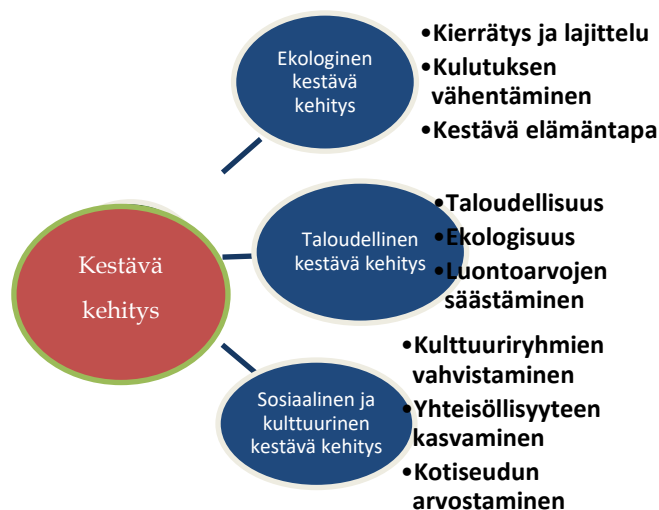 Kestävä
kehitys
Ekologinen
kestävä
kehitys
•Kierrätys ja lajittelu
•Kulutuksen
vähentäminen
•Kestävä elämäntapa
Taloudellinen
kestävä kehitys
•Taloudellisuus
•Ekologisuus
•Luontoarvojen
säästäminen
Sosiaalinen ja
kulttuurinen
kestävä kehitys
•Kulttuuriryhmien
vahvistaminen
•Yhteisöllisyyteen
kasvaminen
•Kotiseudun
arvostaminen